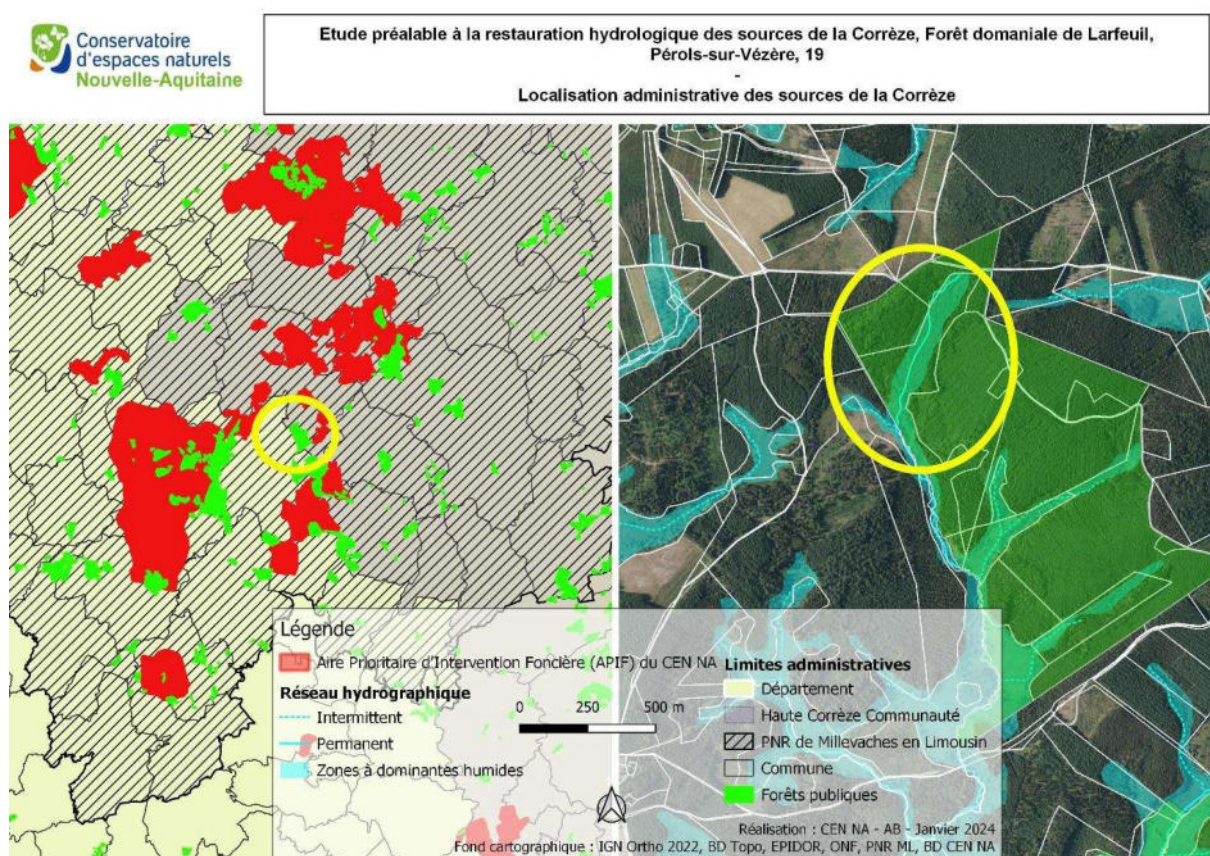 Conservatoire
d'espaces naturels
Nouvelle-Aquitaine
Etude préalable à la restauration hydrologique des sources de la Corrèze, Forêt domaniale de Larfeuil,
Pérols-sur-Vézère, 19
-
Localisation administrative des sources de la Corrèze
Légende
Aire Prioritaire d'Intervention Foncière (APIF) du CEN NA
Réseau hydrographique
Intermittent
Permanent
Zones à dominantes humides
0 250 500 m
Limites administratives
Département
Haute Corrèze Communauté
PNR de Millevaches en Limousin
Commune
Forêts publiques
Réalisation : CEN NA - AB - Janvier 2024
Fond cartographique : IGN Ortho 2022, BD Topo, EPIDOR, ONF, PNR ML, BD CEN NA